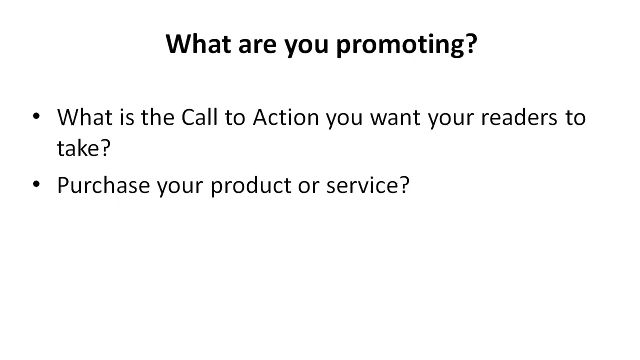 What are you promoting?
• What is the Call to Action you want your readers to
take?
• Purchase your product or service?